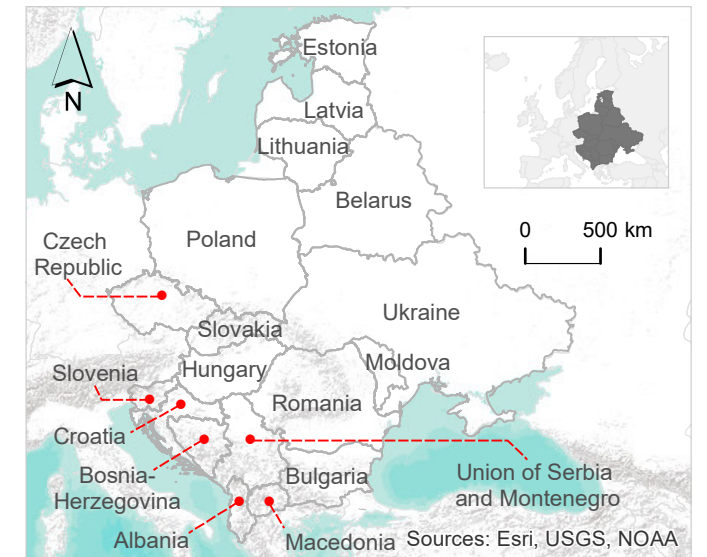 Estonia
Latvia
Lithuania
Belarus
0 500 km
Czech
Republic
Poland
Ukraine
Slovakia
Moldova
Slovenia
Hungary
Romania
Croatia
Bosnia-
Herzegovina
Bulgaria
Union of Serbia
and Montenegro
Albania
Macedonia
Sources: Esri, USGS, NOAA
N